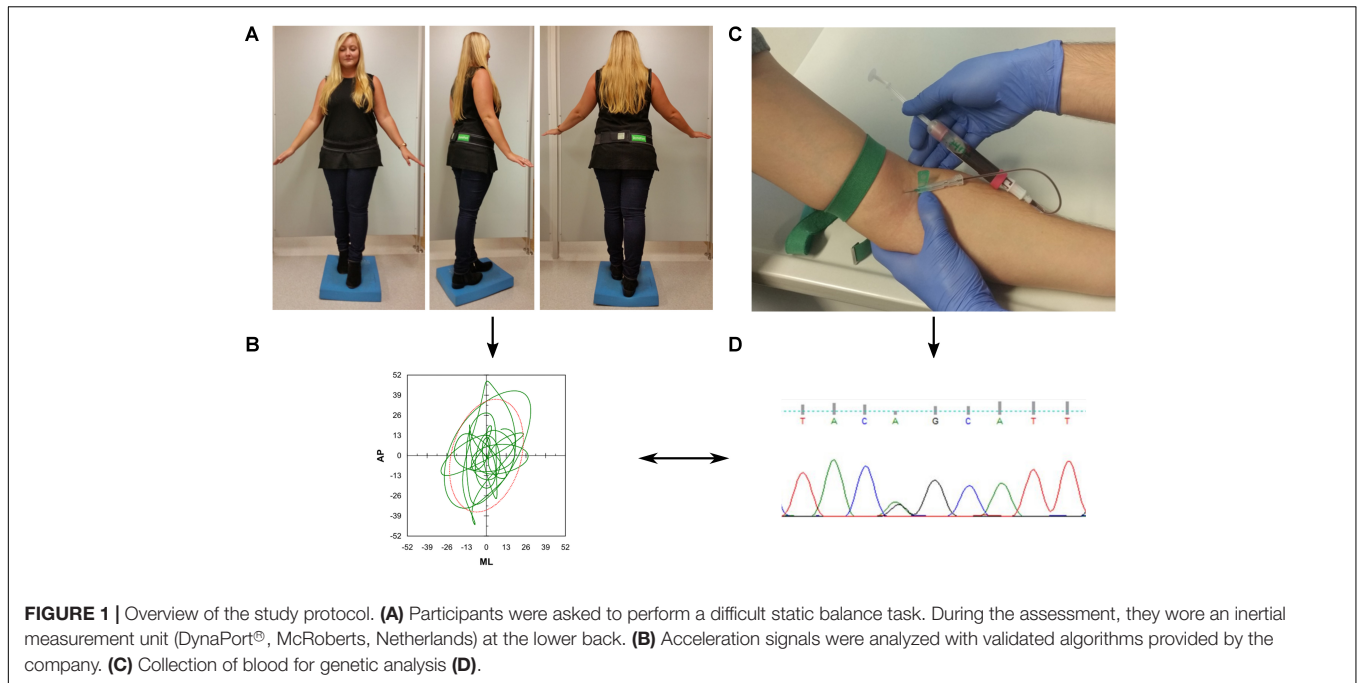 A
C
B
D
52
39
26
13
0
-13
-26
-39
-52
AP
-52 -39 -26 -13 0 13 26 39 52
ML
T A C A G C A T T
FIGURE 1 | Overview of the study protocol. (A) Participants were asked to perform a difficult static balance task. During the assessment, they wore an inertial
measurement unit (DynaPort®, McRoberts, Netherlands) at the lower back. (B) Acceleration signals were analyzed with validated algorithms provided by the
company. (C) Collection of blood for genetic analysis (D).